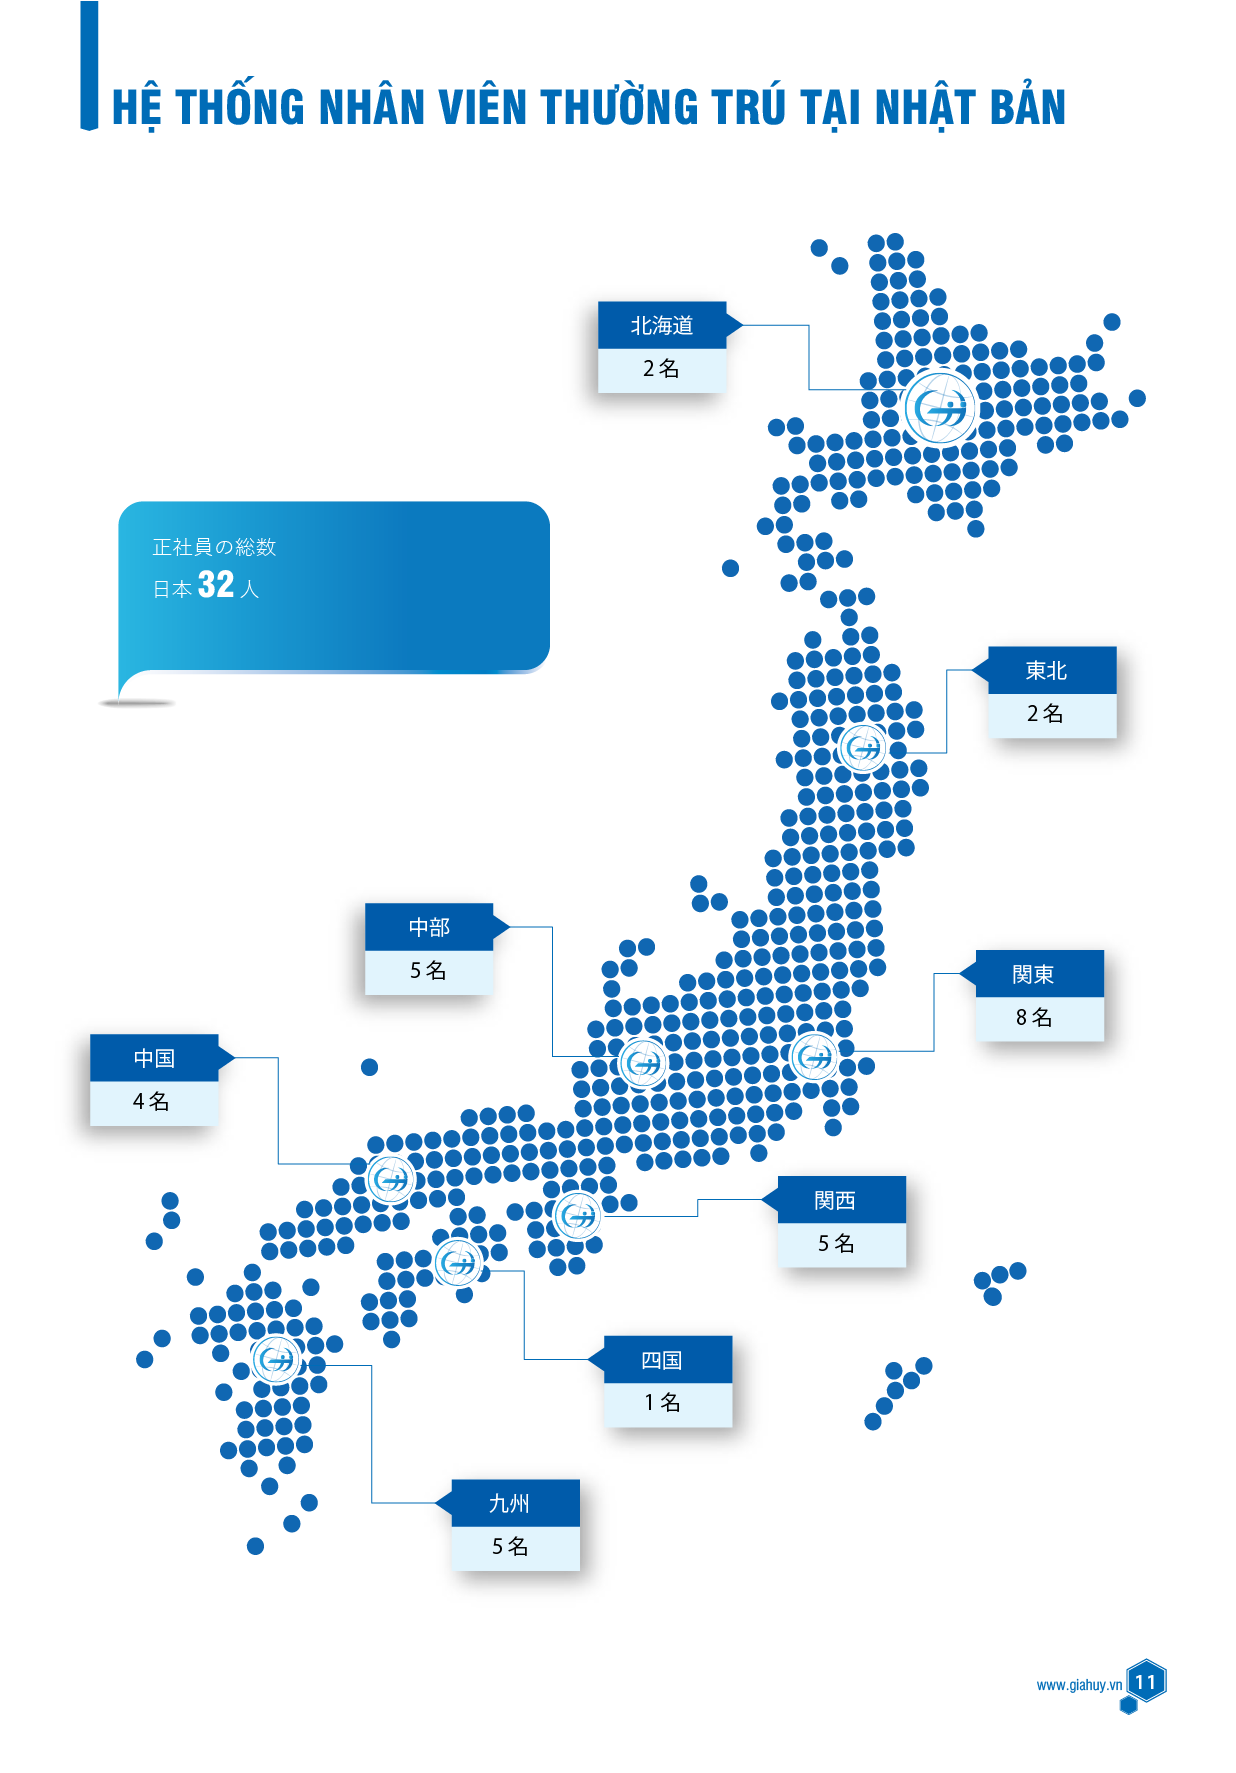 HỆ THỐNG NHÂN VIÊN THƯỜNG TRÚ TẠI NHẬT BẢN
北海道
2名
正社員の総数
日本 32 人
東北
2名
中部
5名
関東
8名
中国
4名
関西
5名
四国
1名
九州
5名
www.giahuy.vn 11